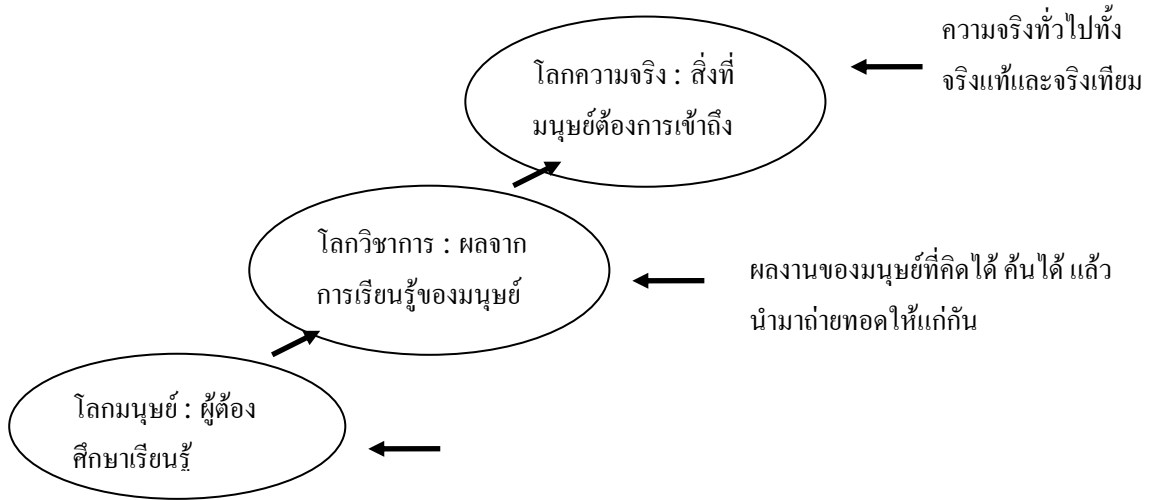 ความจริงทั่วไปทั้ง
จริงแท้และจริงเทียม
โลกความจริง : สิ่งที่
มนุษย์ต้องการเข้าถึง
โลกวิชาการ : ผลจาก
การเรียนรู้ของมนุษย์
ผลงานของมนุษย์ที่คิดได้ ค้นได้ แล้ว
นำมาถ่ายทอดให้แก่กัน
โลกมนุษย์ : ผู้ต้อง
ศึกษาเรียนรู้